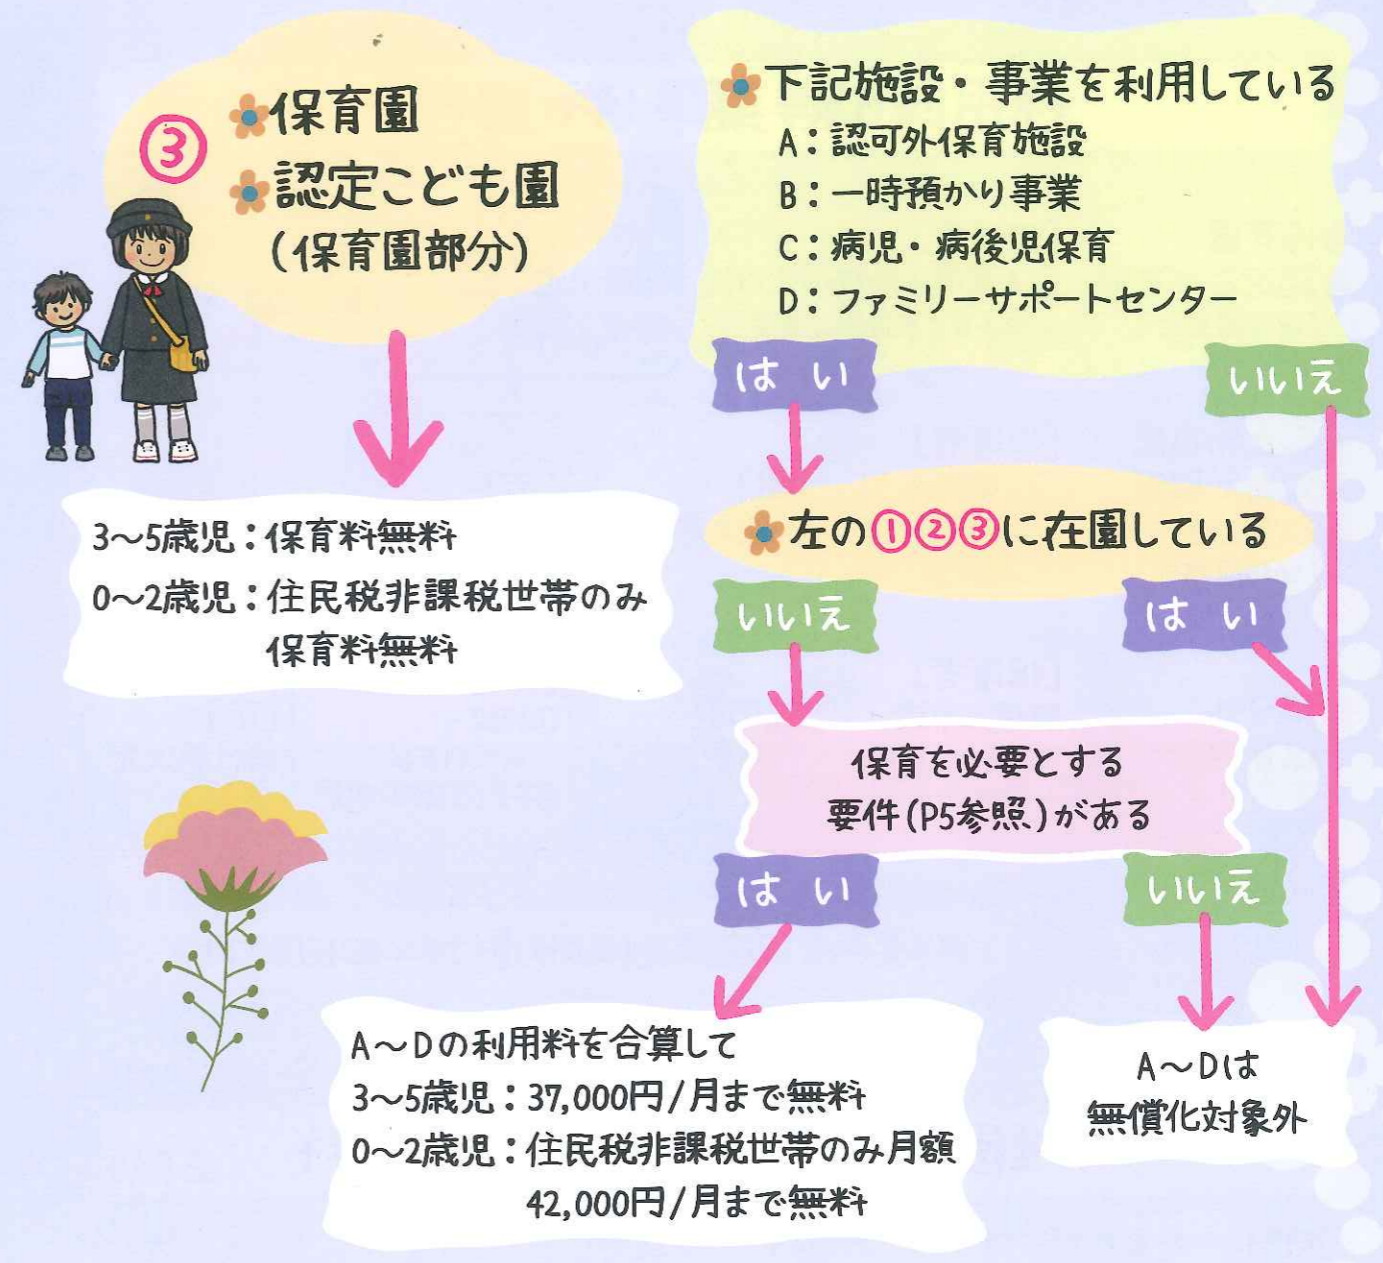 ③
保育園
認定こども園
(保育園部分)
3～5歳児：保育料無料
0～2歳児：住民税非課税世帯のみ
保育料無料
下記施設・事業を利用している
A：認可外保育施設
B：一時預かり事業
C：病児・病後児保育
D：ファミリーサポートセンター
はい
いいえ
左の①②③に在園している
いいえ
はい
保育を必要とする
要件(P5参照)がある
はい
いいえ
A～Dの利用料を合算して
3～5歳児：37,000円/月まで無料
0～2歳児：住民税非課税世帯のみ月額
42,000円/月まで無料
A～Dは
無償化対象外